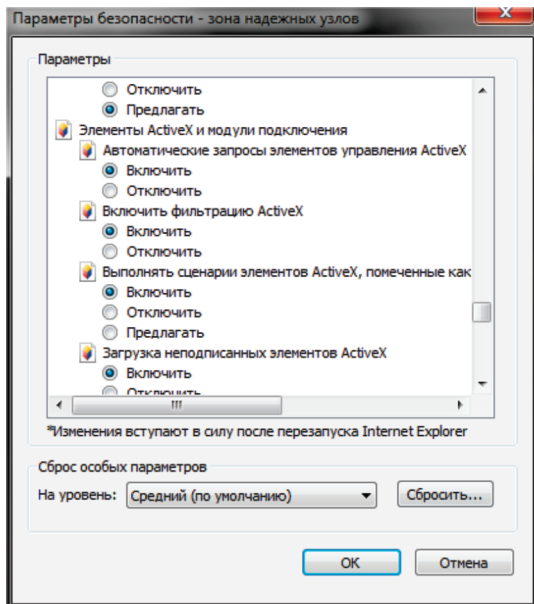 Параметры безопасности - зона надежных узлов
Параметры
Отключить
Предлагать
Элементы ActiveX и модули подключения
Автоматические запросы элементов управления ActiveX
Включить
Отключить
Включить фильтрацию ActiveX
Включить
Отключить
Выполнять сценарии элементов ActiveX, помеченные как
Включить
Отключить
Предлагать
Загрузка неподписанных элементов ActiveX
Включить
Отключить
*Изменения вступают в силу после перезапуска Internet Explorer
Сброс особых параметров
На уровень: Средний (по умолчанию) Сбросить...
ОК Отмена